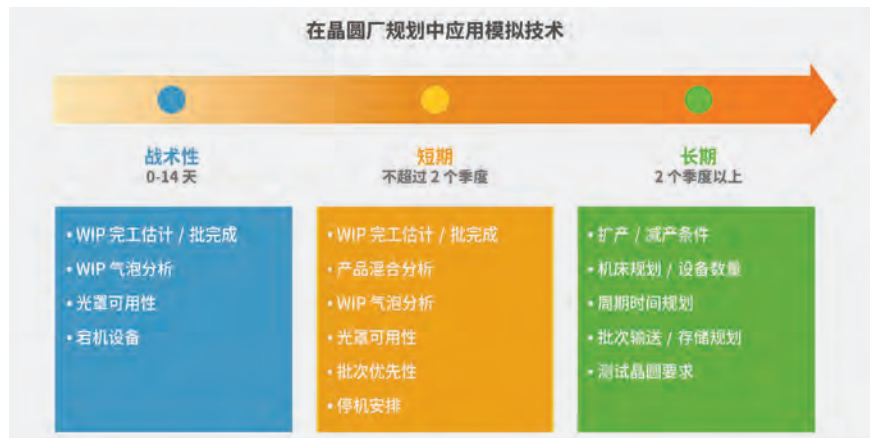 在晶圆厂规划中应用模拟技术
战术性
0-14 天
短期
不超过 2 个季度
长期
2 个季度以上
• WIP 完工估计 / 批完成
• WIP 气泡分析
• 光罩可用性
• 宕机设备
• WIP 完工估计 / 批完成
• 产品混合分析
• WIP 气泡分析
• 光罩可用性
• 批次优先性
• 停机安排
• 扩产 / 减产条件
• 机床规划 / 设备数量
• 周期时间规划
• 批次输送 / 存储规划
• 测试晶圆要求